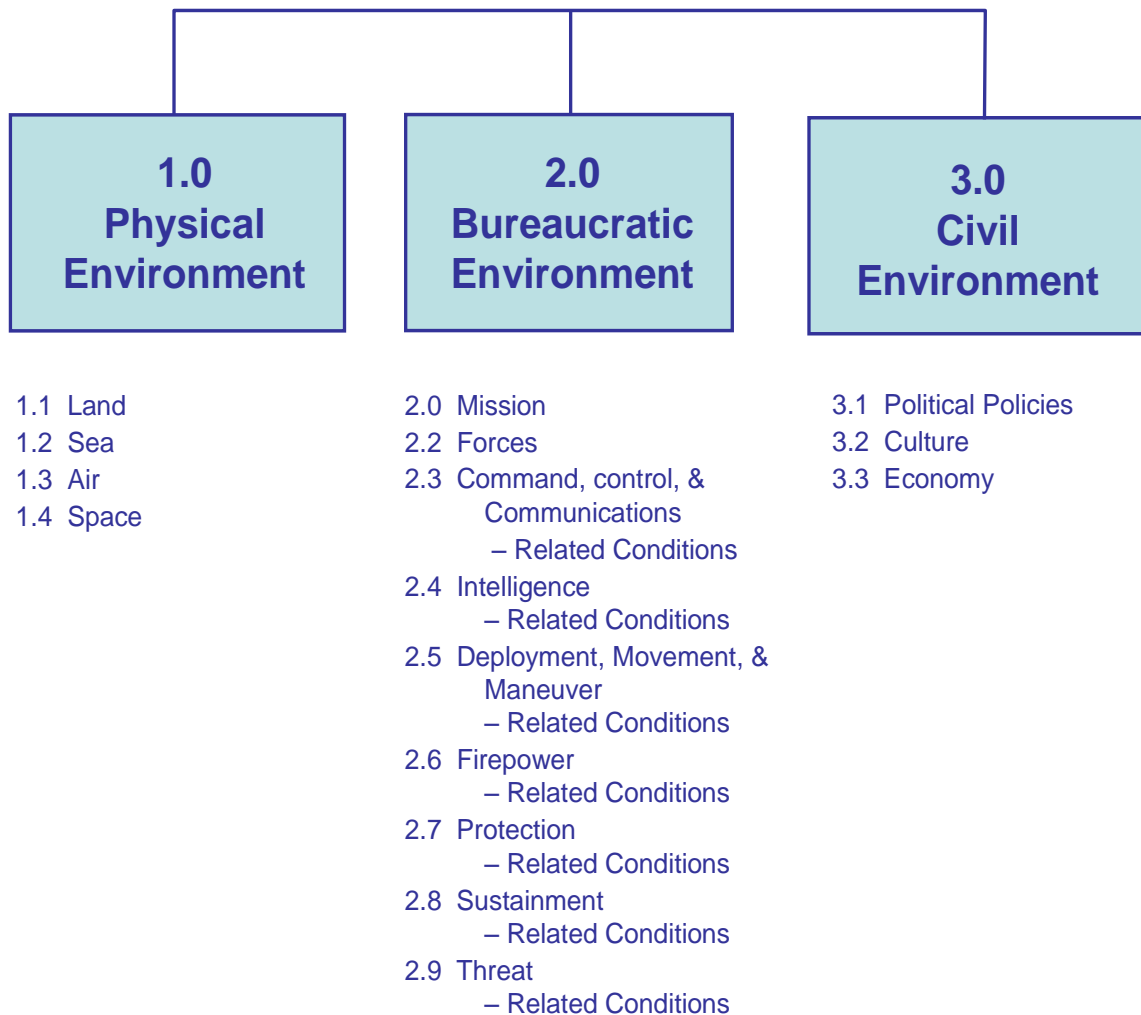 1.0
Physical
Environment
1.1 Land
1.2 Sea
1.3 Air
1.4 Space
2.0
Bureaucratic
Environment
2.0 Mission
2.2 Forces
2.3 Command, control, &
Communications
– Related Conditions
2.4 Intelligence
– Related Conditions
2.5 Deployment, Movement, &
Maneuver
– Related Conditions
2.6 Firepower
– Related Conditions
2.7 Protection
– Related Conditions
2.8 Sustainment
– Related Conditions
2.9 Threat
– Related Conditions
3.0
Civil
Environment
3.1 Political Policies
3.2 Culture
3.3 Economy